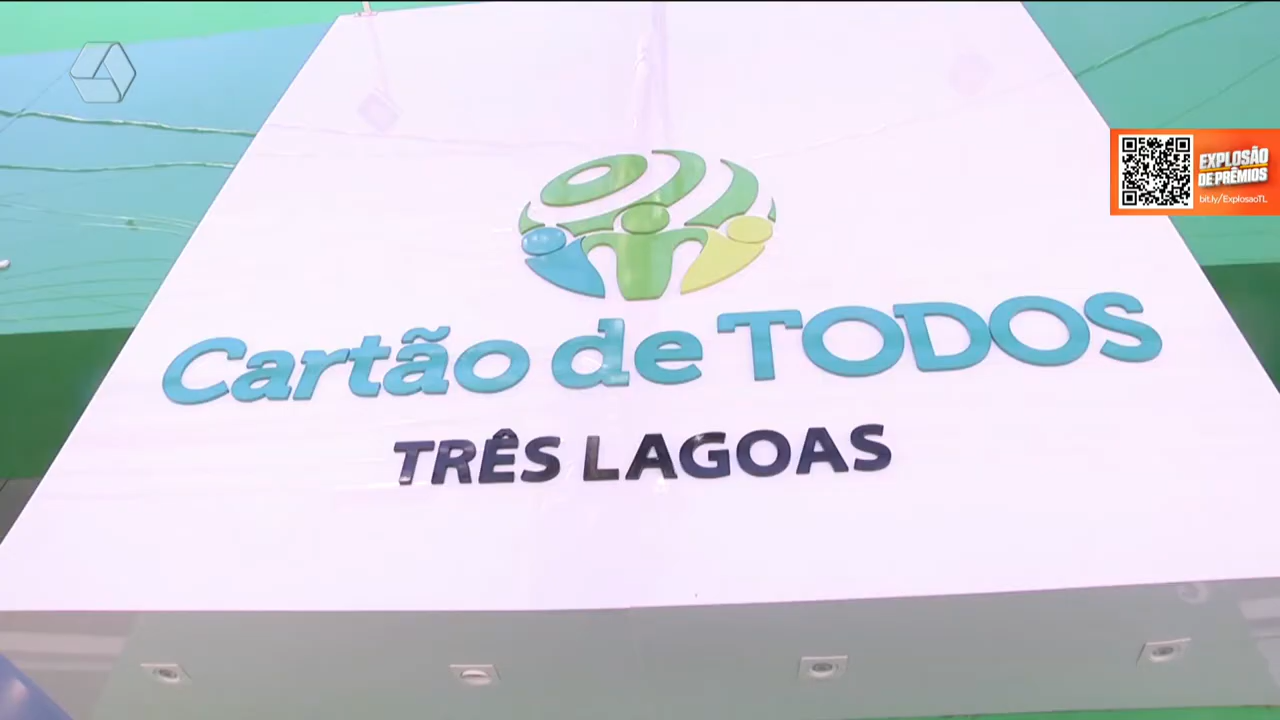 EXPLOSÃO
DE PRÊMIOS
bit.ly/ExplosaoTL
Cartão de TODOS
TRÊS LAGOAS